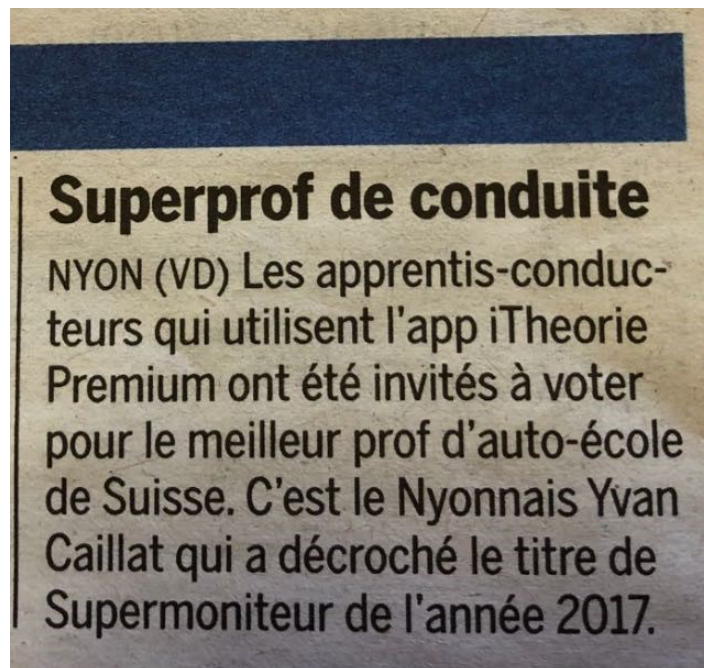 Superprof de conduite
NYON (VD) Les apprentis-conduc-
teurs qui utilisent l'app iTheorie
Premium ont été invités à voter
pour le meilleur prof d'auto-école
de Suisse. C'est le Nyonnais Yvan
Caillat qui a décroché le titre de
Supermoniteur de l'année 2017.